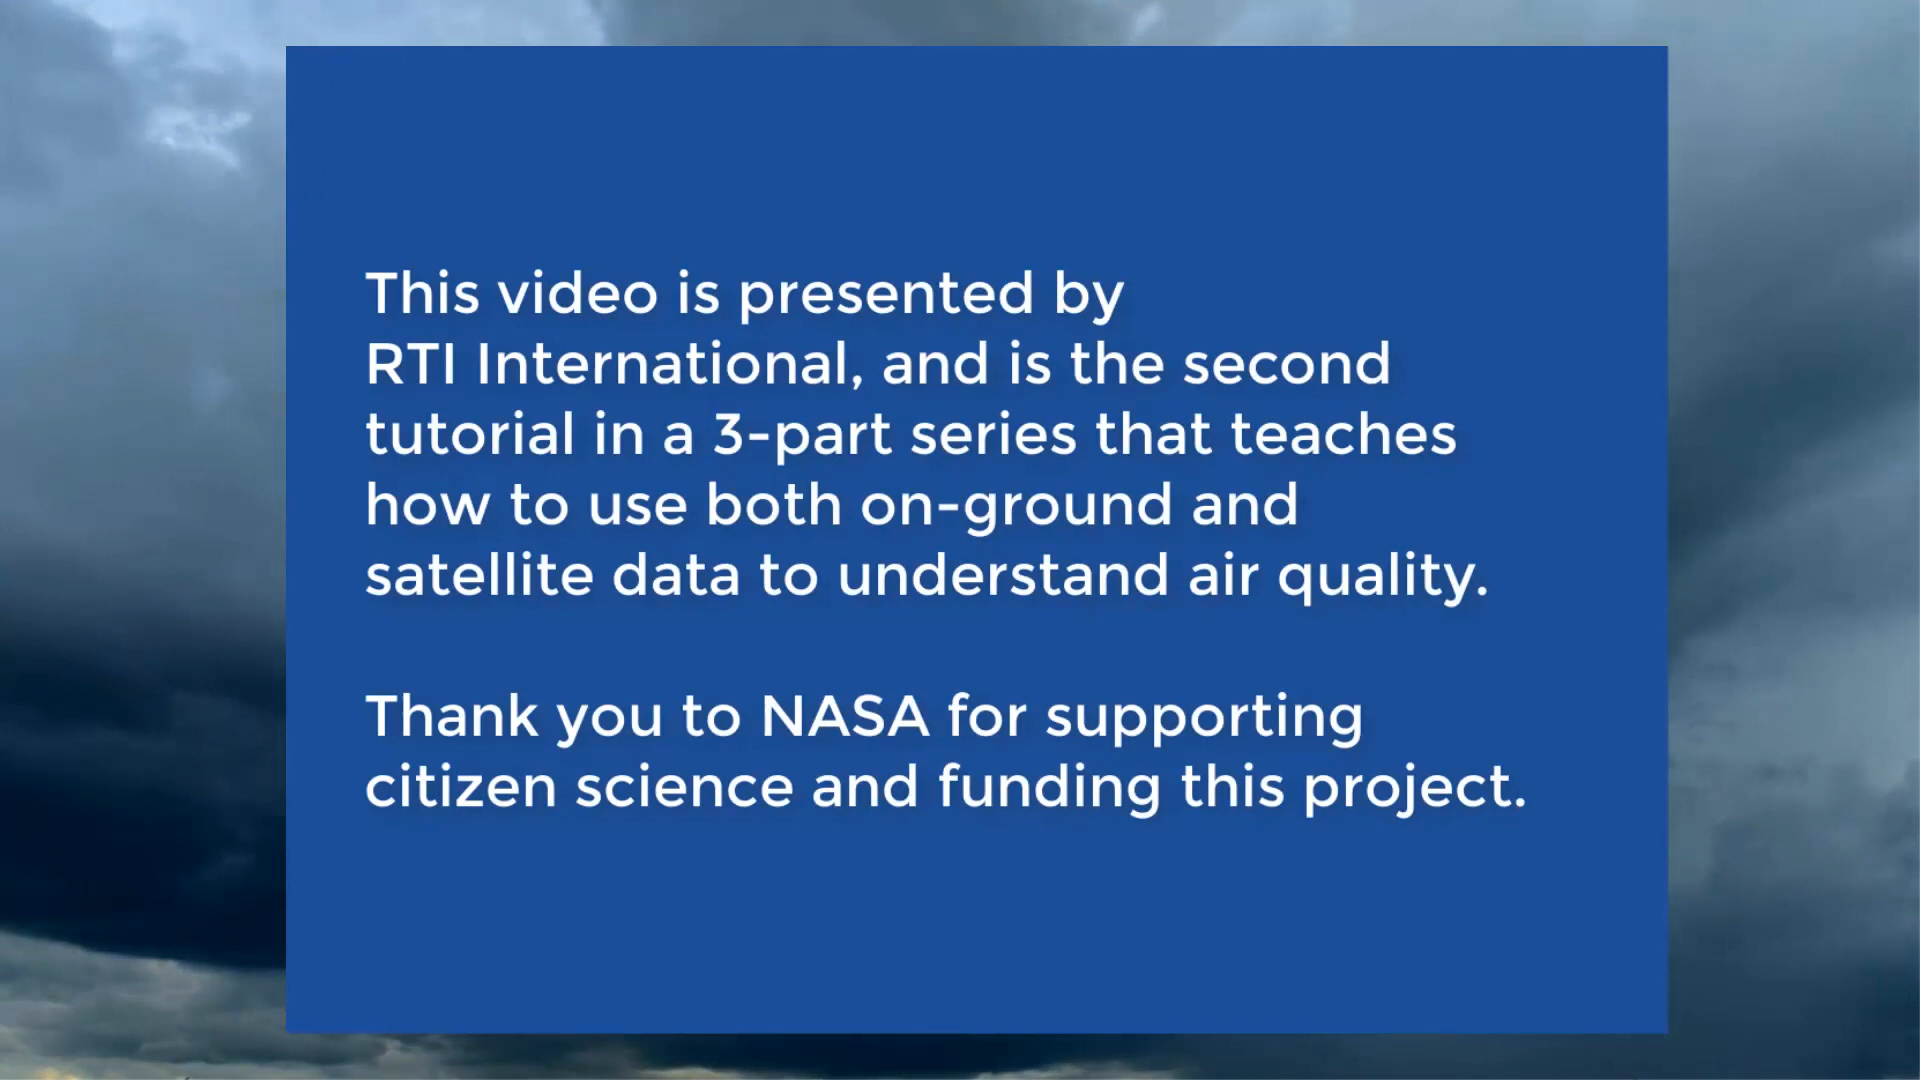 This video is presented by
RTI International, and is the second
tutorial in a 3-part series that teaches
how to use both on-ground and
satellite data to understand air quality.
Thank you to NASA for supporting
citizen science and funding this project.